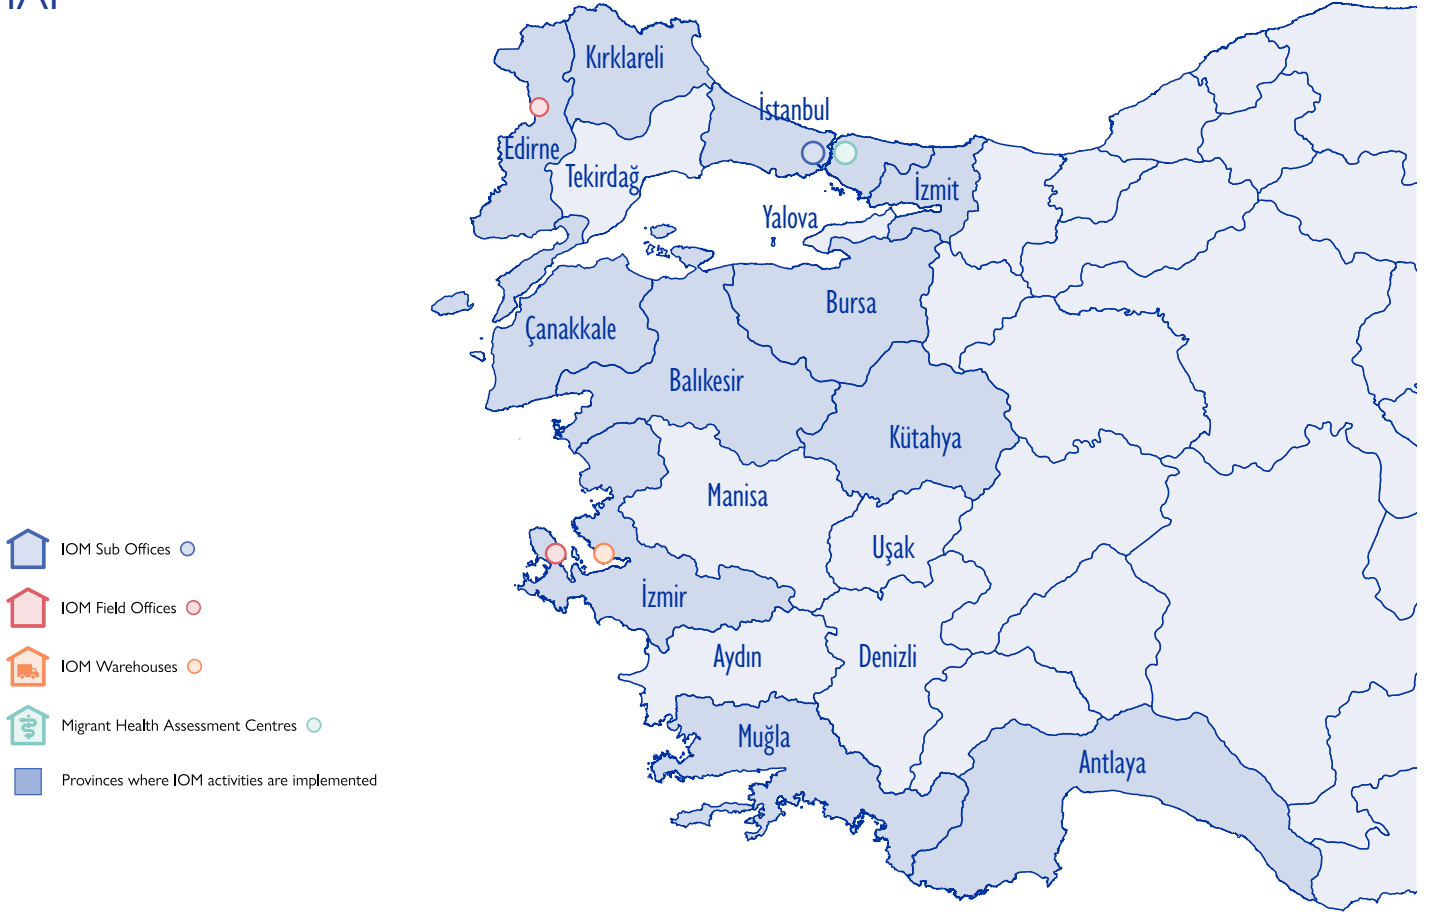 Kırklareli
İstanbul
Edirne
Tekirdağ
İzmit
Yalova
Bursa
Çanakkale
Balıkesir
Kütahya
Manisa
Uşak
İzmir
Aydın
Denizli
Muğla
Antlaya
IOM Sub Offices
IOM Field Offices
IOM Warehouses
Migrant Health Assessment Centres
Provinces where IOM activities are implemented